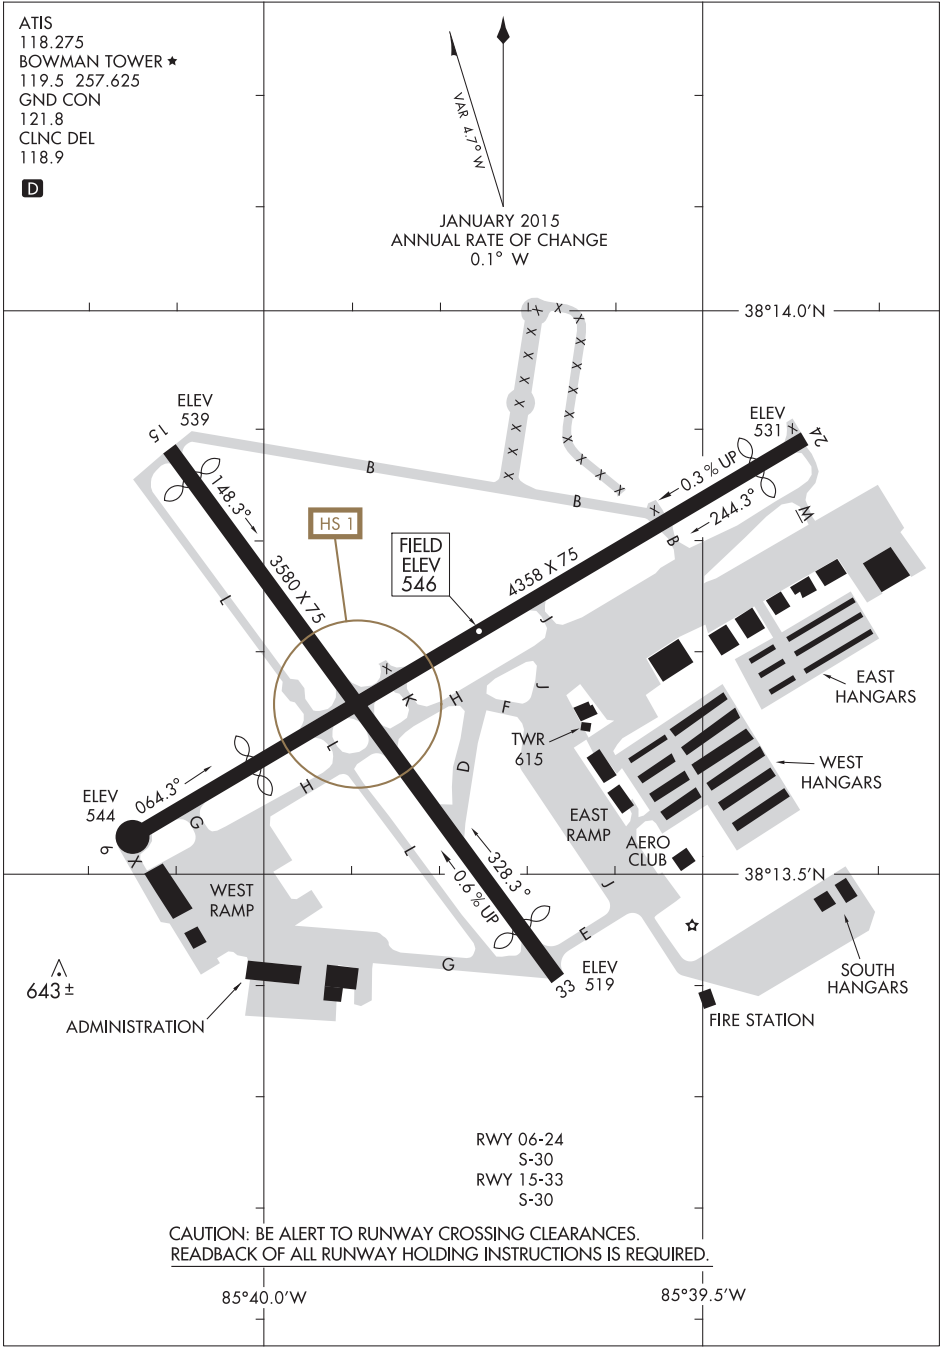 ATIS
118.275
BOWMAN TOWER ★
119.5 257.625
GND CON
121.8
CLNC DEL
118.9
D
VAR 4.7° W
JANUARY 2015
ANNUAL RATE OF CHANGE
0.1° W
38°14.0'N
X X X
X X
X X
X X
X X
X X
X X
X X
X
X
ELEV
539
15
ELEV
531
X
24
B
B
B
0.3% UP
244.3°
W
148.3°
HS 1
FIELD
ELEV
546
3580 X 75
4358 X 75
L
J
X
K
H
F
J
EAST
HANGARS
L
TWR
615
D
WEST
HANGARS
064.3°
H
ELEV
544
G
EAST
RAMP
AERO
CLUB
6
X
L
328.3°
0.6% UP
38°13.5'N
WEST
RAMP
J
E
G
ELEV
519
33
SOUTH
HANGARS
643±
ADMINISTRATION
FIRE STATION
RWY 06-24
S-30
RWY 15-33
S-30
CAUTION: BE ALERT TO RUNWAY CROSSING CLEARANCES.
READBACK OF ALL RUNWAY HOLDING INSTRUCTIONS IS REQUIRED.
85°40.0'W
85°39.5'W